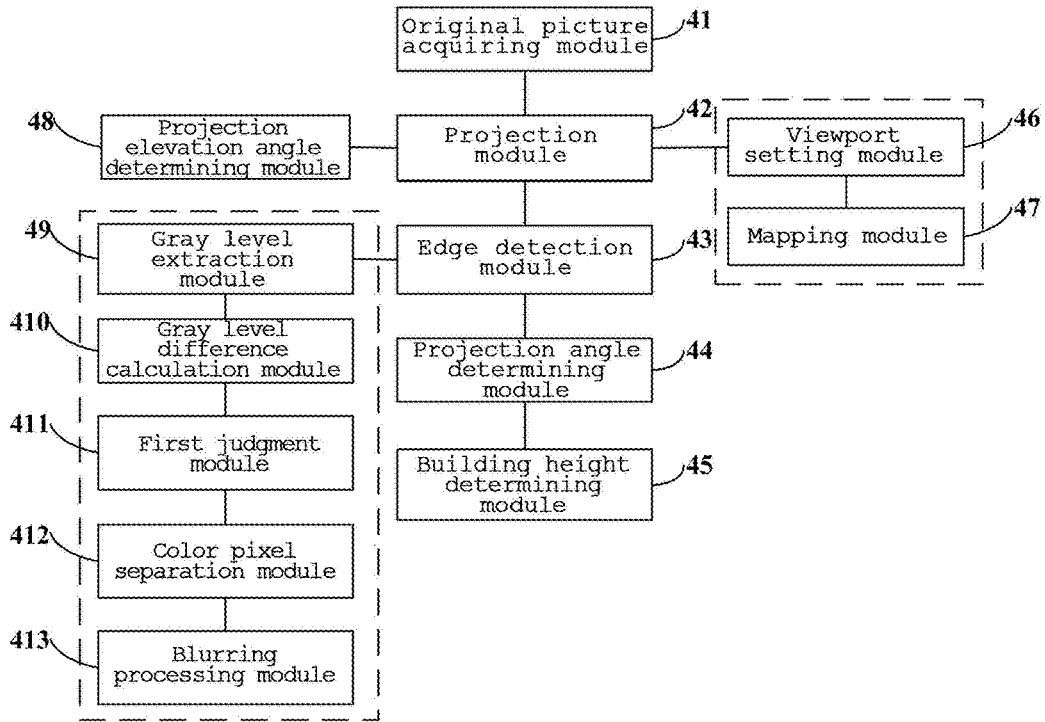 Original picture
acquiring module
41
48
Projection
elevation angle
determining module
Projection
module
42
Viewport
setting module
46
Mapping module
47
49
Gray level
extraction
module
Edge detection
module
43
410
Gray level
difference
calculation module
Projection angle
determining
module
44
411
First judgment
module
Building height
determining
module
45
412
Color pixel
separation module
413
Blurring
processing module